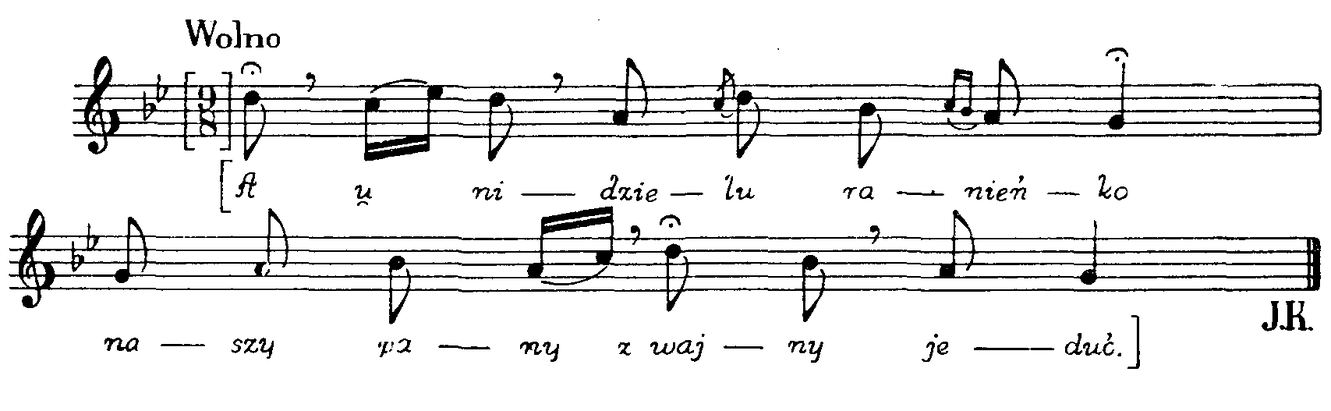 Wolno
9
8
[A u̯ ni — dzie — lu ra — nień — ko
na — szy pa — ny z waj — ny je — duć.]
J.K.